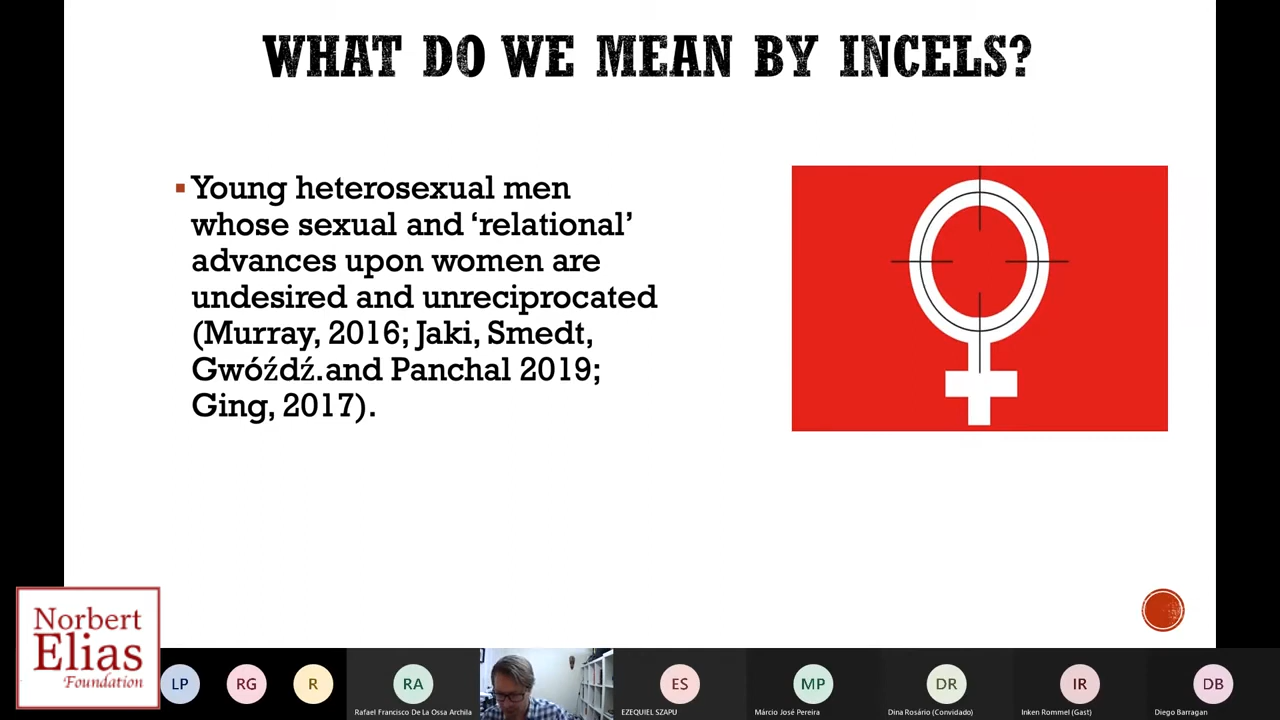 WHAT DO WE MEAN BY INCELS?
▪ Young heterosexual men
whose sexual and ‘relational’
advances upon women are
undesired and unreciprocated
(Murray, 2016; Jaki, Smedt,
Gwóźdź.and Panchal 2019;
Ging, 2017).
Norbert
Elias
Foundation
LP
RG
R
RA
ES
MP
DR
IR
DB
Rafael Francisco De La Ossa Archila
EZEQUIEL SZAPU
Márcio José Pereira
Dina Rosário (Convidado)
Inken Rommel (Gast)
Diego Barragan